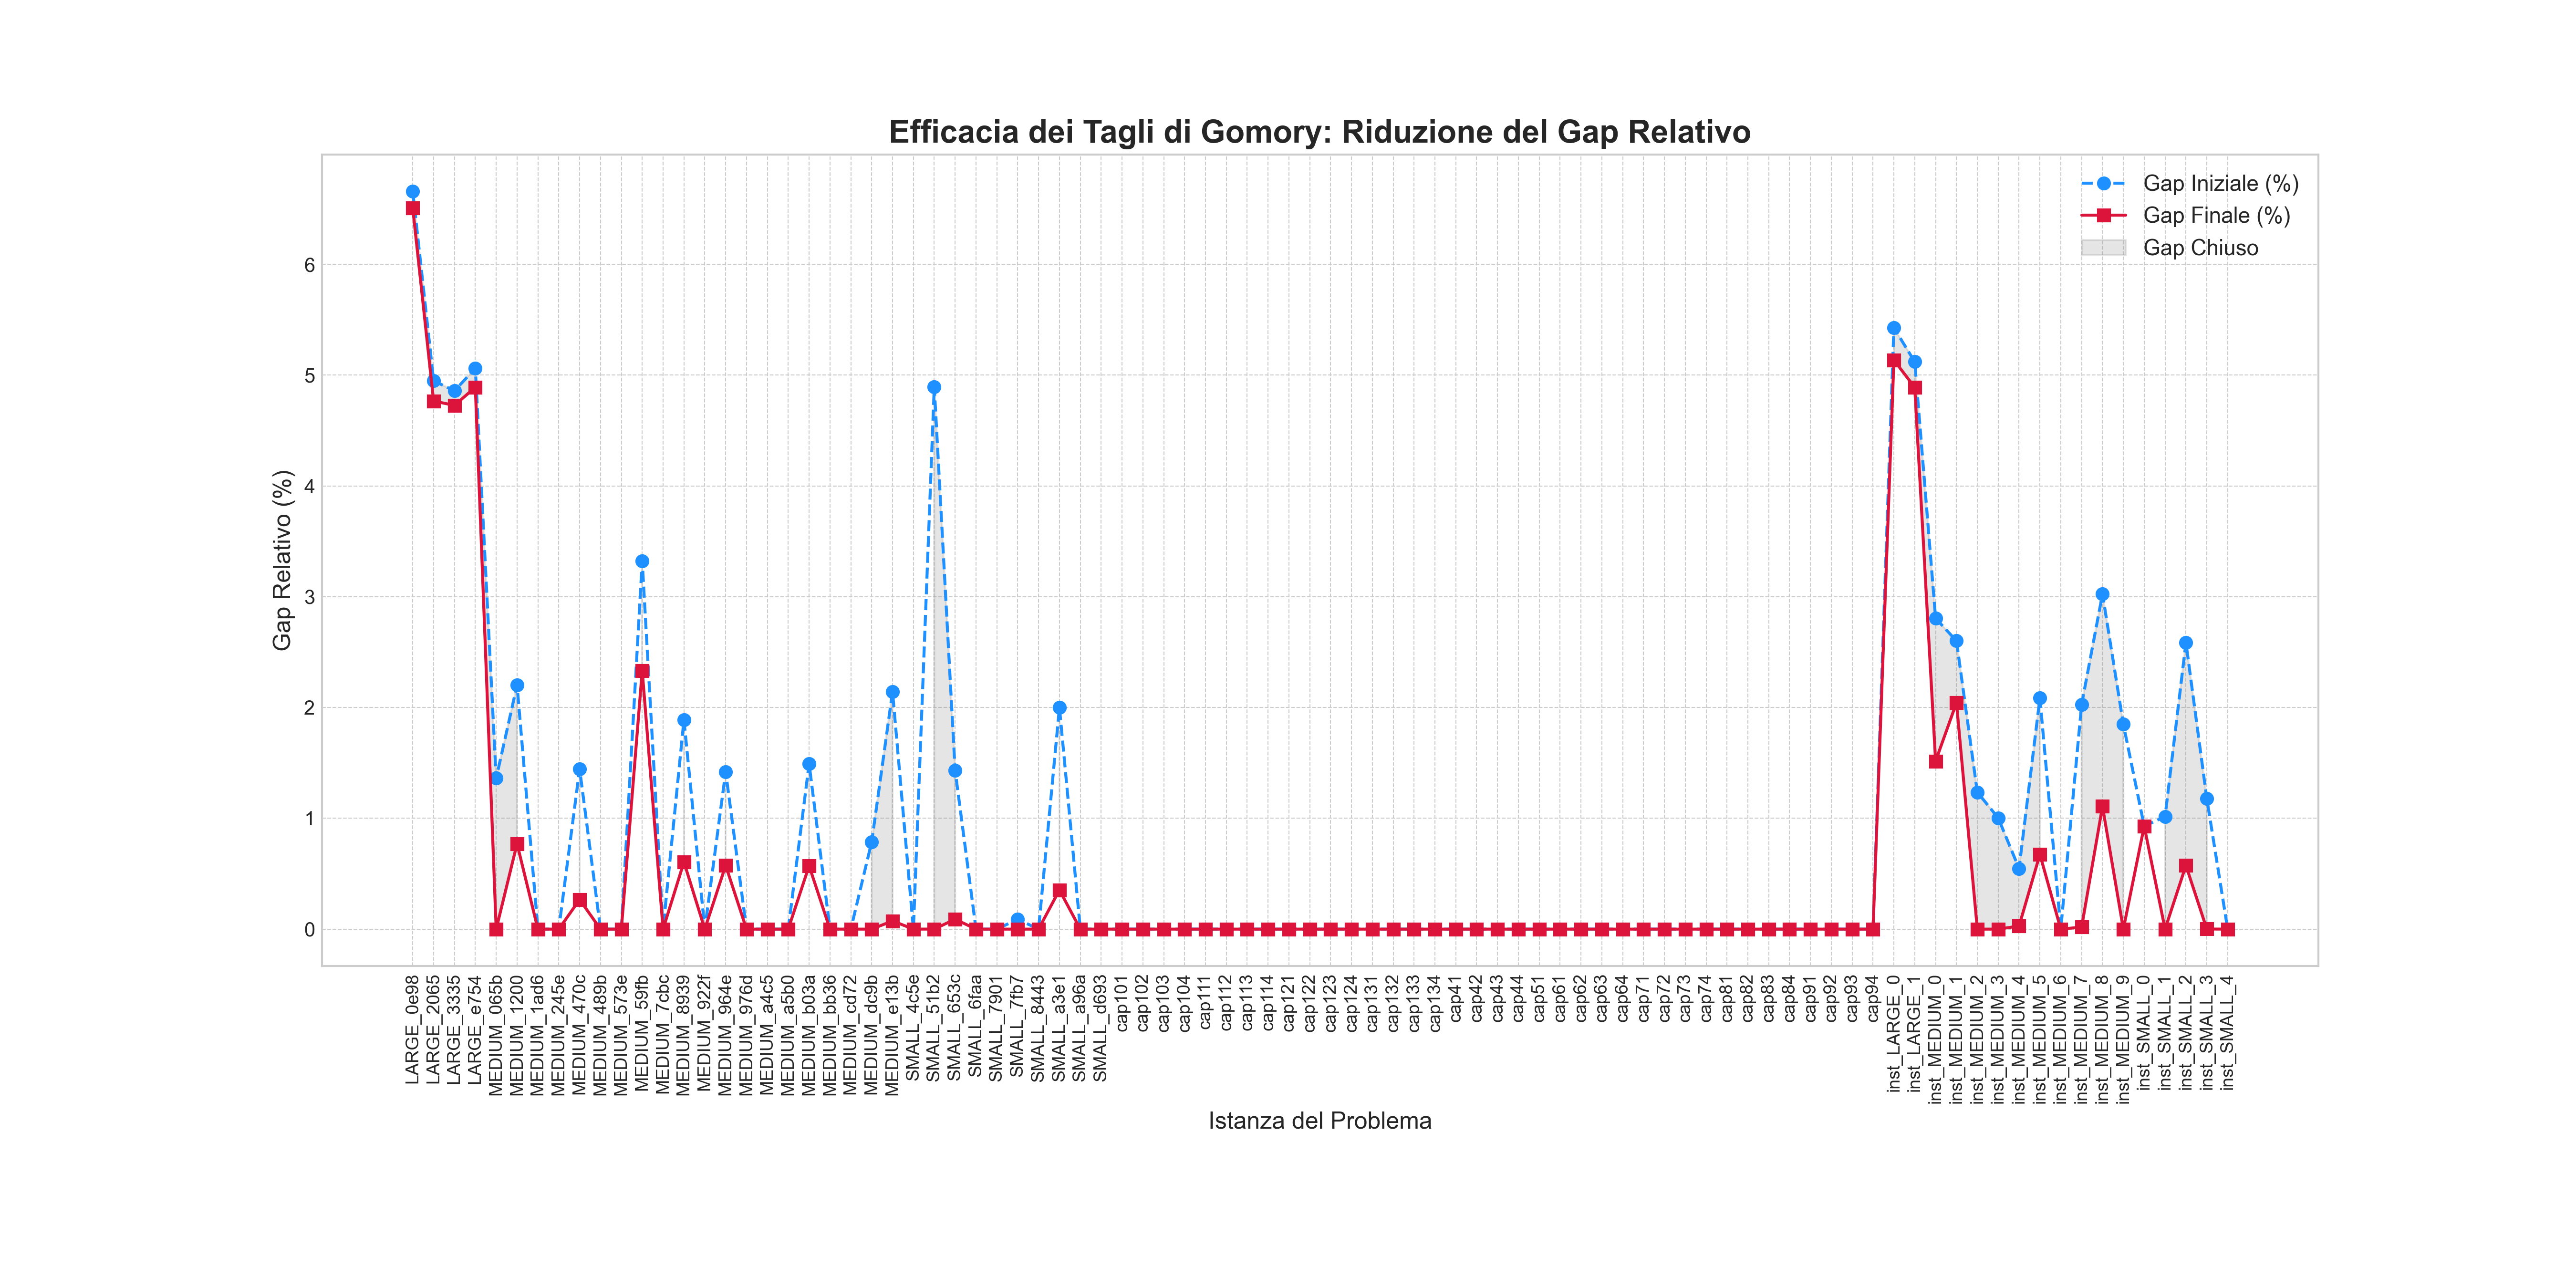 Efficacia dei Tagli di Gomory: Riduzione del Gap Relativo
Gap Iniziale (%)
Gap Finale (%)
Gap Chiuso
Gap Relativo (%)
6
5
4
3
2
1
0
LARGE_0e98
LARGE_2065
LARGE_3335
LARGE_e754
MEDIUM_065b
MEDIUM_1200
MEDIUM_1ad6
MEDIUM_245e
MEDIUM_470c
MEDIUM_489b
MEDIUM_573e
MEDIUM_59fb
MEDIUM_7cbc
MEDIUM_8939
MEDIUM_922f
MEDIUM_964e
MEDIUM_976d
MEDIUM_a4c5
MEDIUM_a5b0
MEDIUM_b03a
MEDIUM_bb36
MEDIUM_cd72
MEDIUM_dc9b
MEDIUM_e13b
SMALL_4c5e
SMALL_51b2
SMALL_653c
SMALL_6faa
SMALL_7901
SMALL_7fb7
SMALL_8443
SMALL_a3e1
SMALL_a96a
SMALL_d693
cap101
cap102
cap103
cap104
cap111
cap112
cap113
cap114
cap121
cap122
cap123
cap124
cap131
cap132
cap133
cap134
cap41
cap42
cap43
cap44
cap51
cap61
cap62
cap63
cap64
cap71
cap72
cap73
cap74
cap81
cap82
cap83
cap84
cap91
cap92
cap93
cap94
inst_LARGE_0
inst_LARGE_1
inst_MEDIUM_0
inst_MEDIUM_1
inst_MEDIUM_2
inst_MEDIUM_3
inst_MEDIUM_4
inst_MEDIUM_5
inst_MEDIUM_6
inst_MEDIUM_7
inst_MEDIUM_8
inst_MEDIUM_9
inst_SMALL_0
inst_SMALL_1
inst_SMALL_2
inst_SMALL_3
inst_SMALL_4
Istanza del Problema